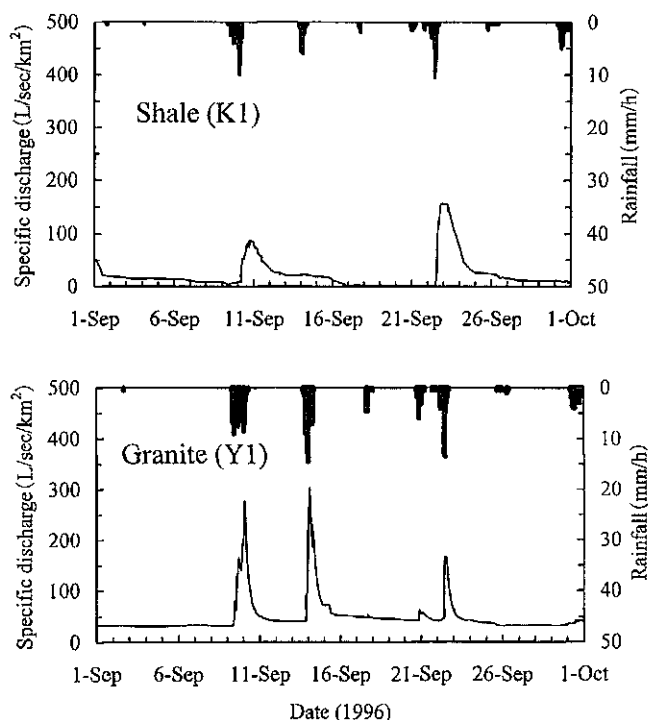 Specific discharge (L/sec/km²)
500
400
300
200
100
0
Shale (K1)
0
10
20
30
40
50
Rainfall (mm/h)
1-Sep 6-Sep 11-Sep 16-Sep 21-Sep 26-Sep 1-Oct
Specific discharge (L/sec/km²)
500
400
300
200
100
0
Granite (Y1)
0
10
20
30
40
50
Rainfall (mm/h)
1-Sep 6-Sep 11-Sep 16-Sep 21-Sep 26-Sep 1-Oct
Date (1996)